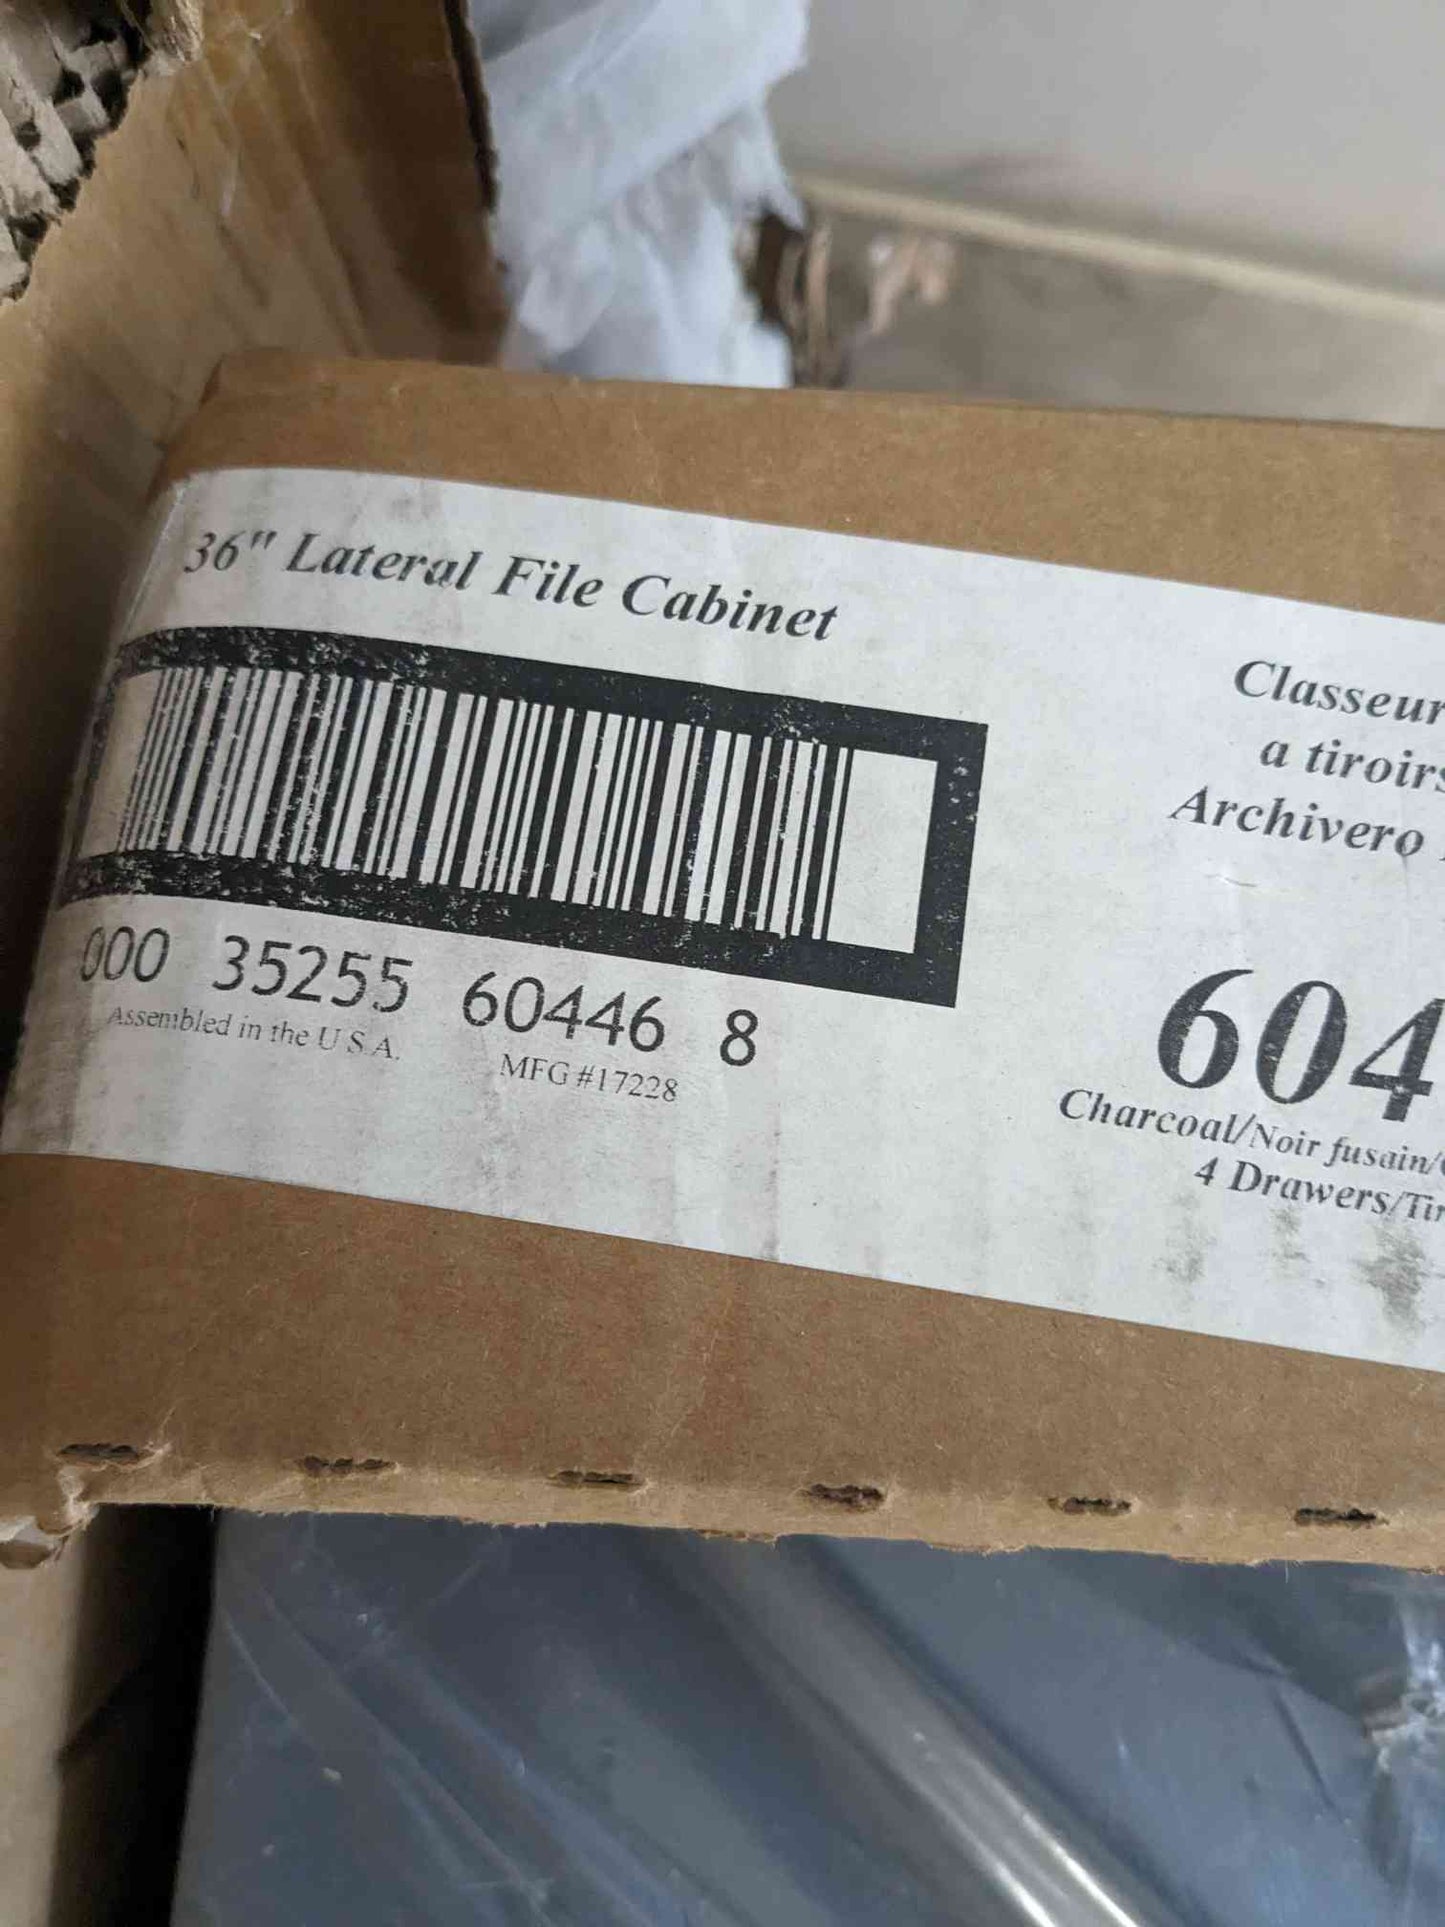 36" Lateral File Cabinet
Classeur
a tiroirs
Archivero
000 35255 60446 8
Assembled in the U S.A.
MFG #17228
604
Charcoal/Noir fusain/
4 Drawers/Tir